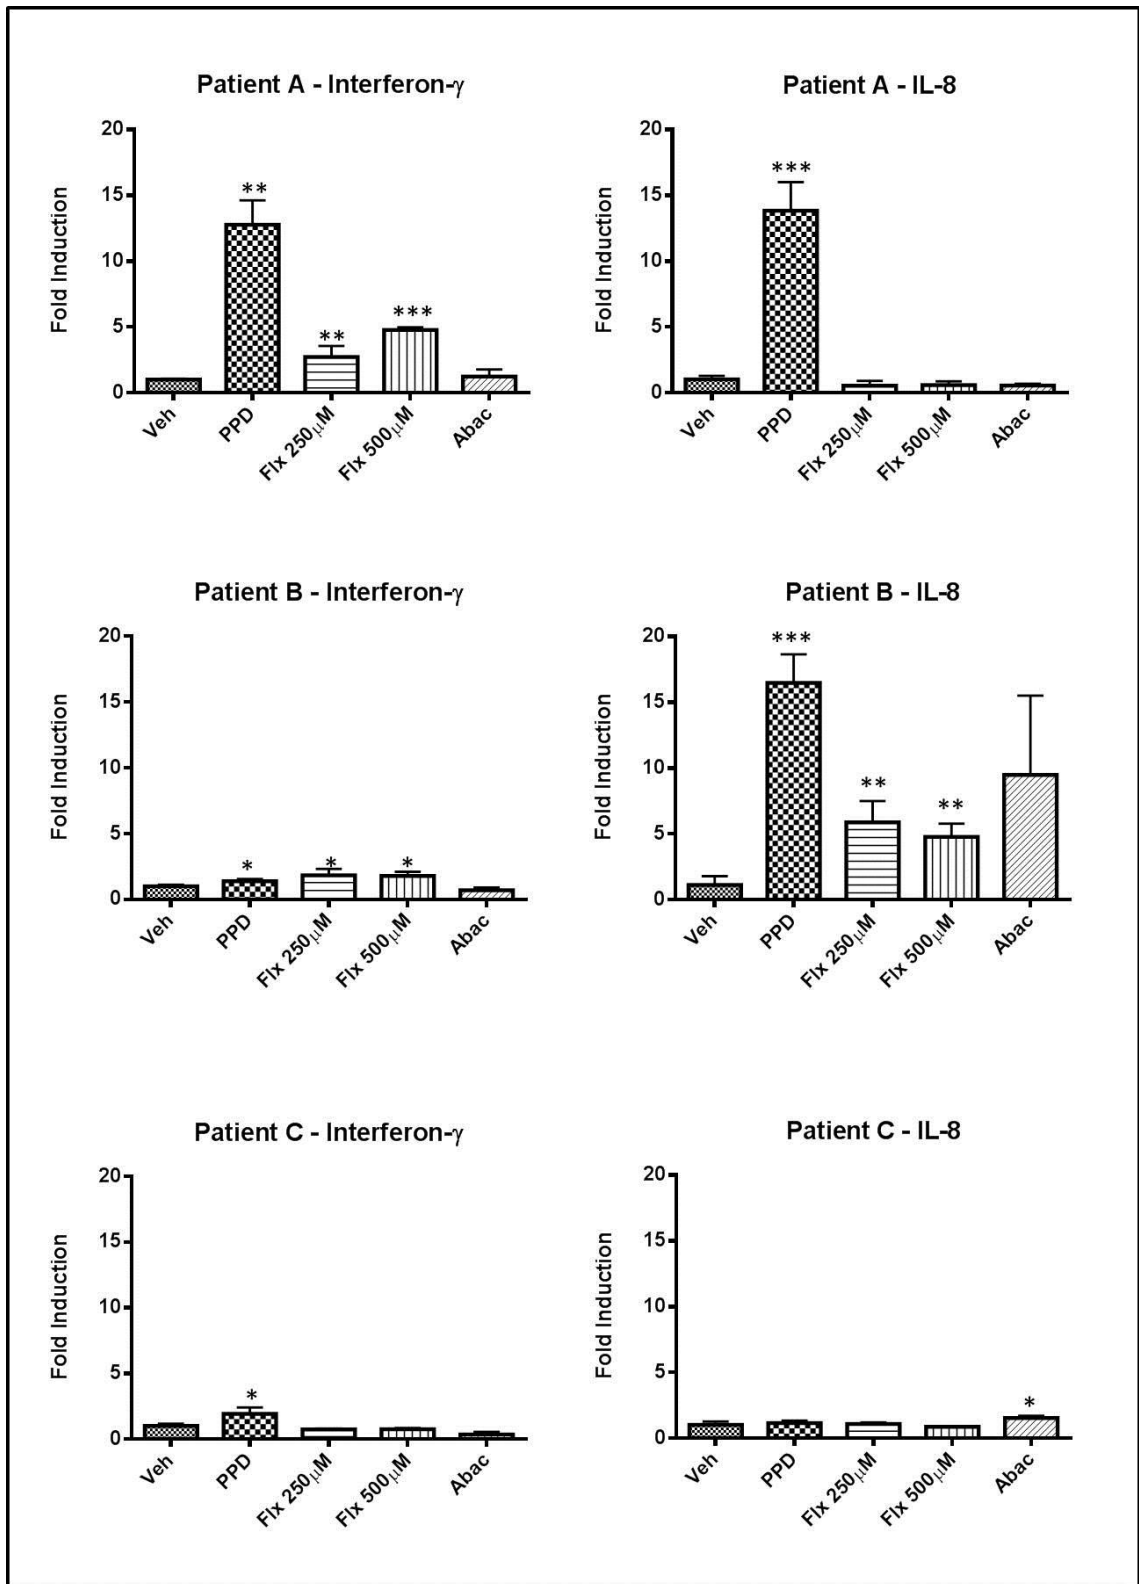 Patient A - Interferon-γ
Fold Induction
20
15
10
5
0
**
**
***
Veh
PPD
Flx 250μM
Flx 500μM
Abac
Patient A - IL-8
Fold Induction
20
15
10
5
0
***
Veh
PPD
Flx 250μM
Flx 500μM
Abac
Patient B - Interferon-γ
Fold Induction
20
15
10
5
0
*
*
*
Veh
PPD
Flx 250μM
Flx 500μM
Abac
Patient B - IL-8
Fold Induction
20
15
10
5
0
***
**
**
Veh
PPD
Flx 250μM
Flx 500μM
Abac
Patient C - Interferon-γ
Fold Induction
20
15
10
5
0
*
Veh
PPD
Flx 250μM
Flx 500μM
Abac
Patient C - IL-8
Fold Induction
20
15
10
5
0
*
Veh
PPD
Flx 250μM
Flx 500μM
Abac